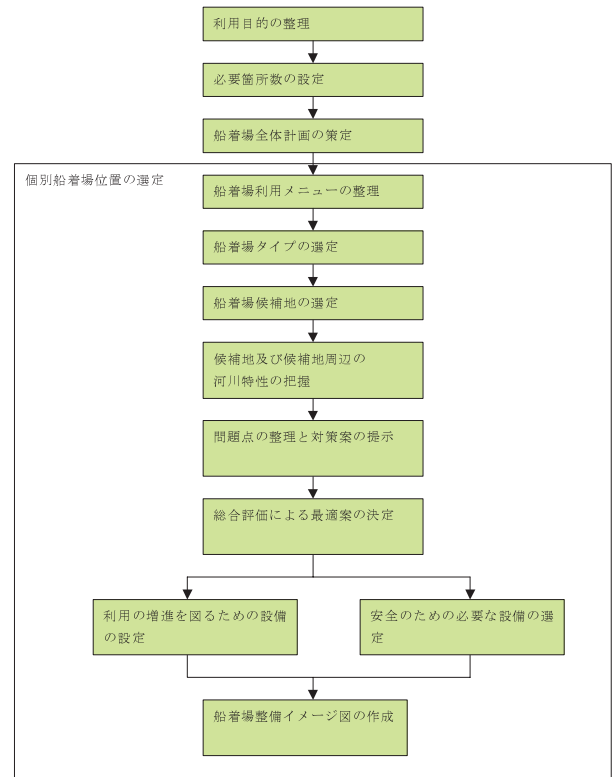 利用目的の整理
必要箇所数の設定
船着場全体計画の策定
個別船着場位置の選定
船着場利用メニューの整理
船着場タイプの選定
船着場候補地の選定
候補地及び候補地周辺の
河川特性の把握
問題点の整理と対策案の提示
総合評価による最適案の決定
利用の増進を図るための設備
の設定
安全のための必要な設備の選
定
船着場整備イメージ図の作成